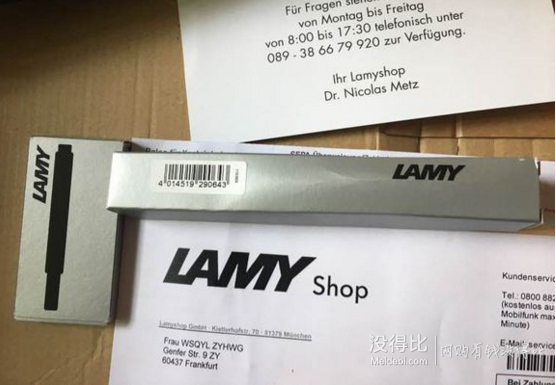 Für Fragen stehen
von Montag bis Freitag
von 8:00 bis 17:30 telefonisch unter
089 - 38 66 79 920 zur Verfügung.
Ihr Lamyshop
Dr. Nicolas Metz
LAMY
4 014519 290643
LAMY
LAMY Shop
Lamyshop GmbH · Kistlerhofstr. 70 · 81379 München
Frau WSQYL ZYHWG
Genfer Str. 9 ZY
60437 Frankfurt
Kundenservice
Tel.: 0800 882
(kostenlos aus
Mobilfunk max
Minute)
E-Mail: service
Bei Zahlun
没得比